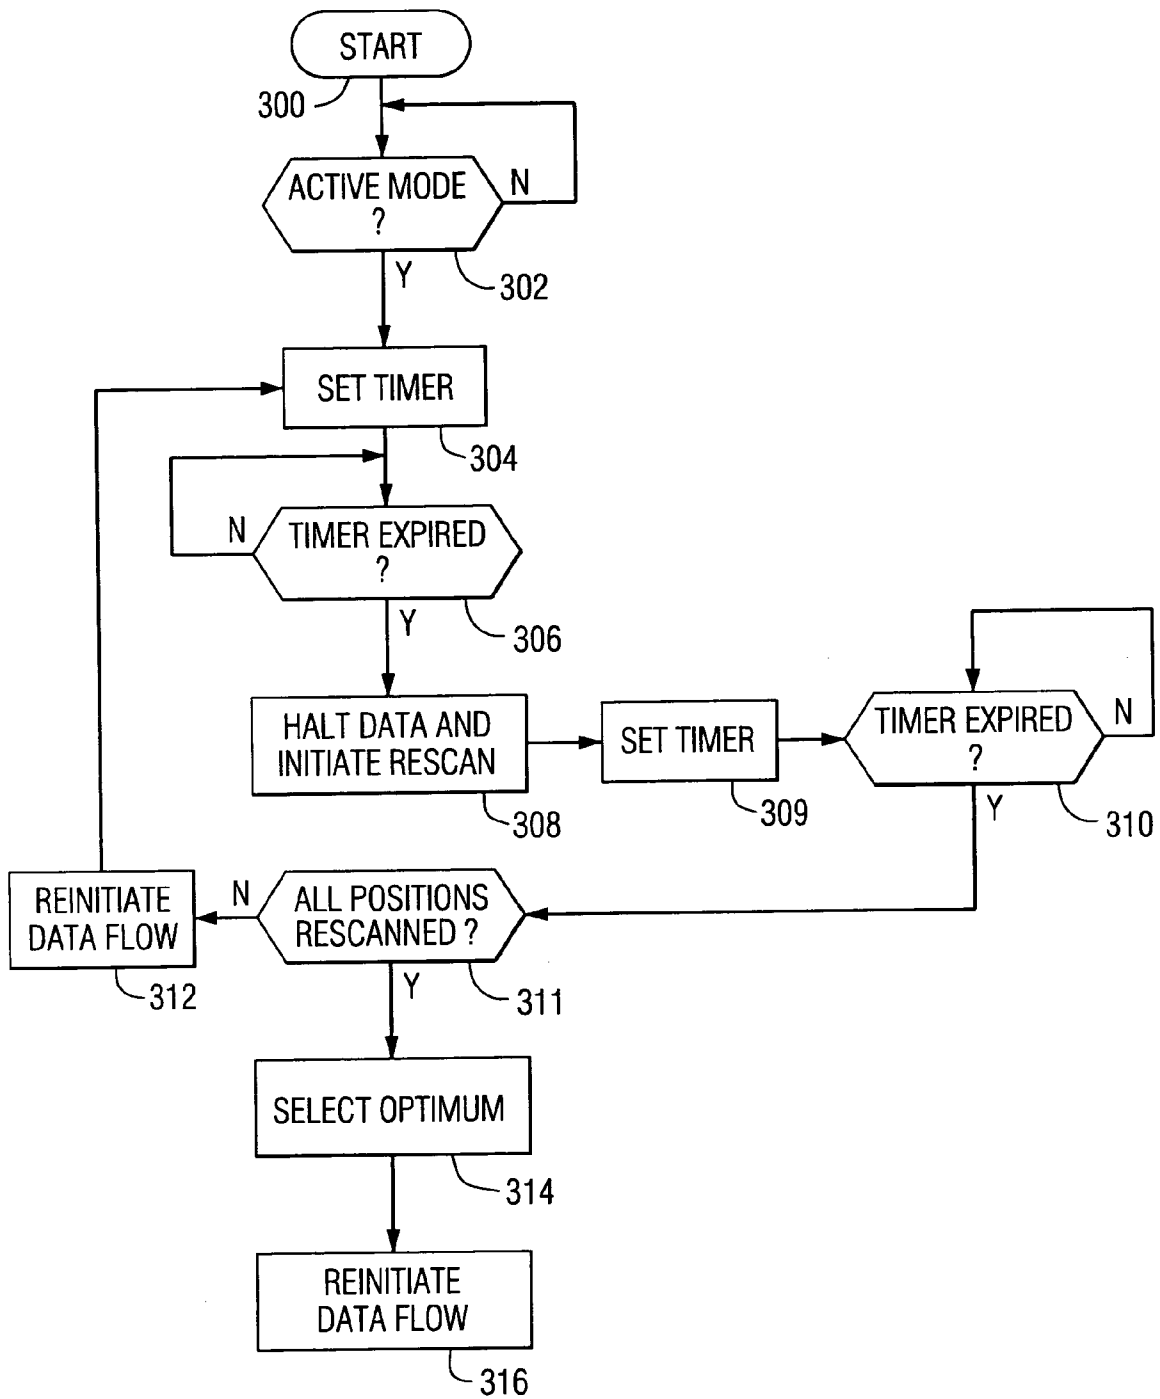 START
300
ACTIVE MODE
?
N
302
Y
SET TIMER
304
N
TIMER EXPIRED
?
306
Y
HALT DATA AND
INITIATE RESCAN
308
SET TIMER
309
TIMER EXPIRED
?
N
310
Y
ALL POSITIONS
RESCANNED ?
N
311
Y
REINITIATE
DATA FLOW
312
SELECT OPTIMUM
314
REINITIATE
DATA FLOW
316